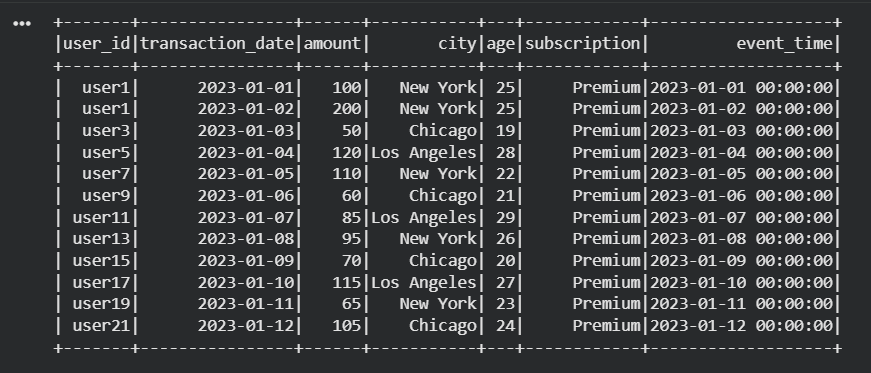 +-------+----------------+------+-----------+---+------------+-------------------+
|user_id|transaction_date|amount|       city|age|subscription|         event_time|
+-------+----------------+------+-----------+---+------------+-------------------+
|  user1|      2023-01-01|   100|   New York| 25|     Premium|2023-01-01 00:00:00|
|  user1|      2023-01-02|   200|   New York| 25|     Premium|2023-01-02 00:00:00|
|  user3|      2023-01-03|    50|    Chicago| 19|     Premium|2023-01-03 00:00:00|
|  user5|      2023-01-04|   120|Los Angeles| 28|     Premium|2023-01-04 00:00:00|
|  user7|      2023-01-05|   110|   New York| 22|     Premium|2023-01-05 00:00:00|
|  user9|      2023-01-06|    60|    Chicago| 21|     Premium|2023-01-06 00:00:00|
| user11|      2023-01-07|    85|Los Angeles| 29|     Premium|2023-01-07 00:00:00|
| user13|      2023-01-08|    95|   New York| 26|     Premium|2023-01-08 00:00:00|
| user15|      2023-01-09|    70|    Chicago| 20|     Premium|2023-01-09 00:00:00|
| user17|      2023-01-10|   115|Los Angeles| 27|     Premium|2023-01-10 00:00:00|
| user19|      2023-01-11|    65|   New York| 23|     Premium|2023-01-11 00:00:00|
| user21|      2023-01-12|   105|    Chicago| 24|     Premium|2023-01-12 00:00:00|
+-------+----------------+------+-----------+---+------------+-------------------+